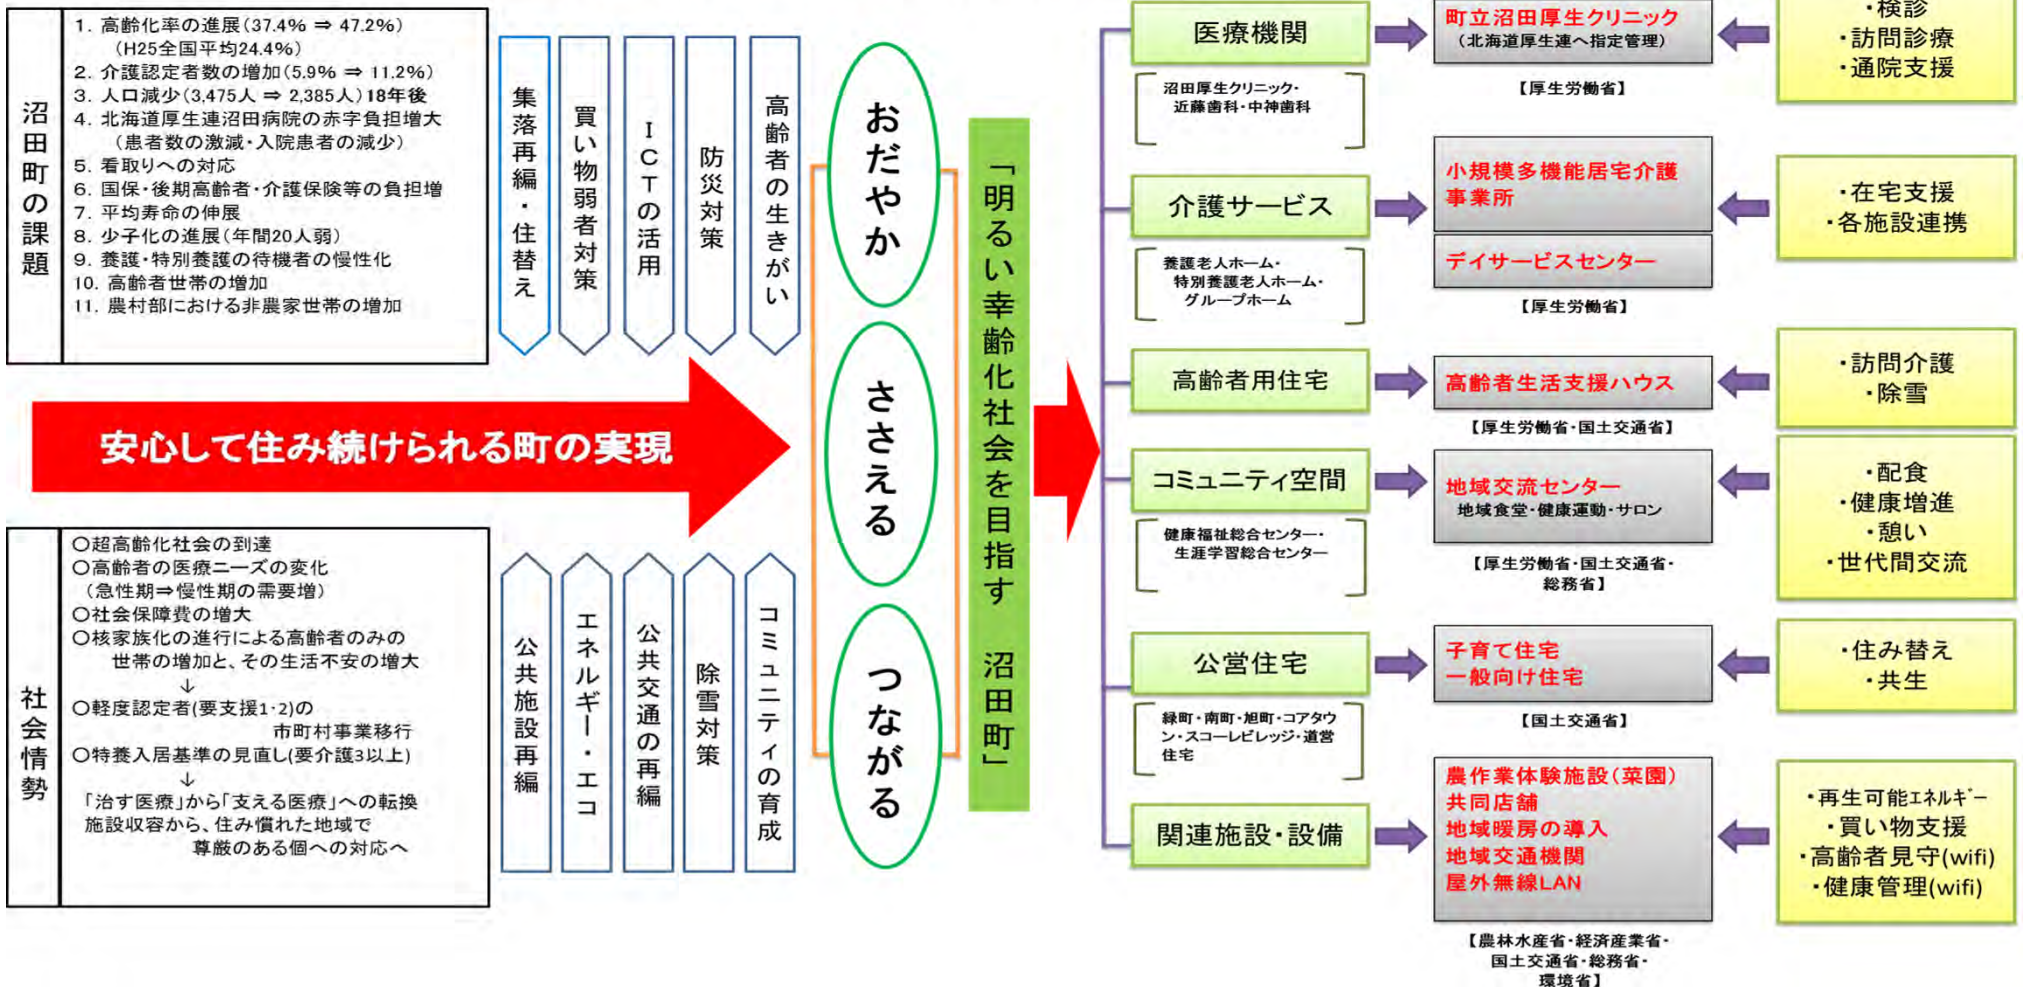 沼田町の課題
1. 高齢化率の進展(37.4% ⇒ 47.2%)
(H25全国平均24.4%)
2. 介護認定者数の増加(5.9% ⇒ 11.2%)
3. 人口減少(3,475人 ⇒ 2,385人)18年後
4. 北海道厚生連沼田病院の赤字負担増大
(患者数の激減・入院患者の減少)
5. 看取りへの対応
6. 国保・後期高齢者・介護保険等の負担増
7. 平均寿命の伸展
8. 少子化の進展(年間20人弱)
9. 養護・特別養護の待機者の慢性化
10. 高齢者世帯の増加
11. 農村部における非農家世帯の増加
集落再編・住替え
買い物弱者対策
ICTの活用
防災対策
高齢者の生きがい
安心して住み続けられる町の実現
社会情勢
○超高齢化社会の到達
○高齢者の医療ニーズの変化
(急性期⇒慢性期の需要増)
○社会保障費の増大
○核家族化の進行による高齢者のみの
世帯の増加と、その生活不安の増大
↓
○軽度認定者(要支援1・2)の
市町村事業移行
○特養入居基準の見直し(要介護3以上)
↓
「治す医療」から「支える医療」への転換
施設収容から、住み慣れた地域で
尊厳のある個への対応へ
公共施設再編
エネルギー・エコ
公共交通の再編
除雪対策
コミュニティの育成
おだやか
ささえる
つながる
「明るい幸齢化社会を目指す 沼田町」
医療機関
沼田厚生クリニック・
近藤歯科・中神歯科
町立沼田厚生クリニック
(北海道厚生連へ指定管理)
【厚生労働省】
・検診
・訪問診療
・通院支援
介護サービス
養護老人ホーム・
特別養護老人ホーム・
グループホーム
小規模多機能居宅介護
事業所
デイサービスセンター
【厚生労働省】
・在宅支援
・各施設連携
高齢者用住宅
高齢者生活支援ハウス
【厚生労働省・国土交通省】
・訪問介護
・除雪
コミュニティ空間
健康福祉総合センター・
生涯学習総合センター
地域交流センター
地域食堂・健康運動・サロン
【厚生労働省・国土交通省・
総務省】
・配食
・健康増進
・憩い
・世代間交流
公営住宅
緑町・南町・旭町・コアタウ
ン・スコーレビレッジ・道営
住宅
子育て住宅
一般向け住宅
【国土交通省】
・住み替え
・共生
関連施設・設備
農作業体験施設(菜園)
共同店舗
地域暖房の導入
地域交通機関
屋外無線LAN
【農林水産省・経済産業省・
国土交通省・総務省・
環境省】
・再生可能ｴﾈﾙｷﾞｰ
・買い物支援
・高齢者見守(wifi)
・健康管理(wifi)